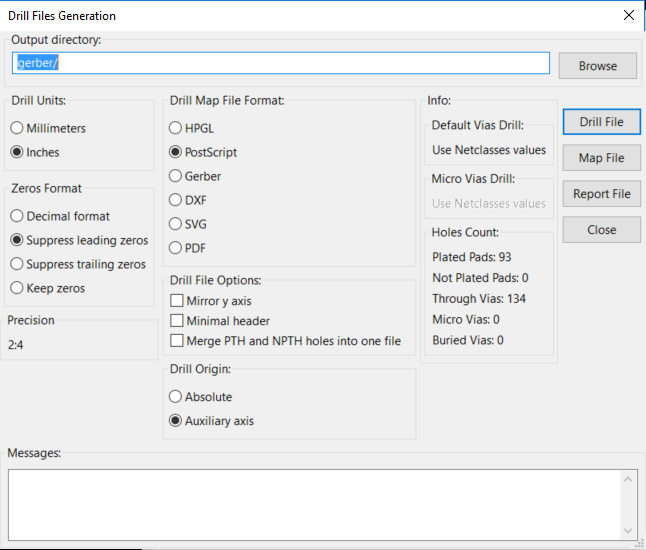 Drill Files Generation
Output directory:
gerber/
Browse
Drill Units:
Millimeters
Inches
Zeros Format
Decimal format
Suppress leading zeros
Suppress trailing zeros
Keep zeros
Precision
2:4
Drill Map File Format:
HPGL
PostScript
Gerber
DXF
SVG
PDF
Drill File Options:
Mirror y axis
Minimal header
Merge PTH and NPTH holes into one file
Drill Origin:
Absolute
Auxiliary axis
Info:
Default Vias Drill:
Use Netclasses values
Micro Vias Drill:
Use Netclasses values
Holes Count:
Plated Pads: 93
Not Plated Pads: 0
Through Vias: 134
Micro Vias: 0
Buried Vias: 0
Drill File
Map File
Report File
Close
Messages: